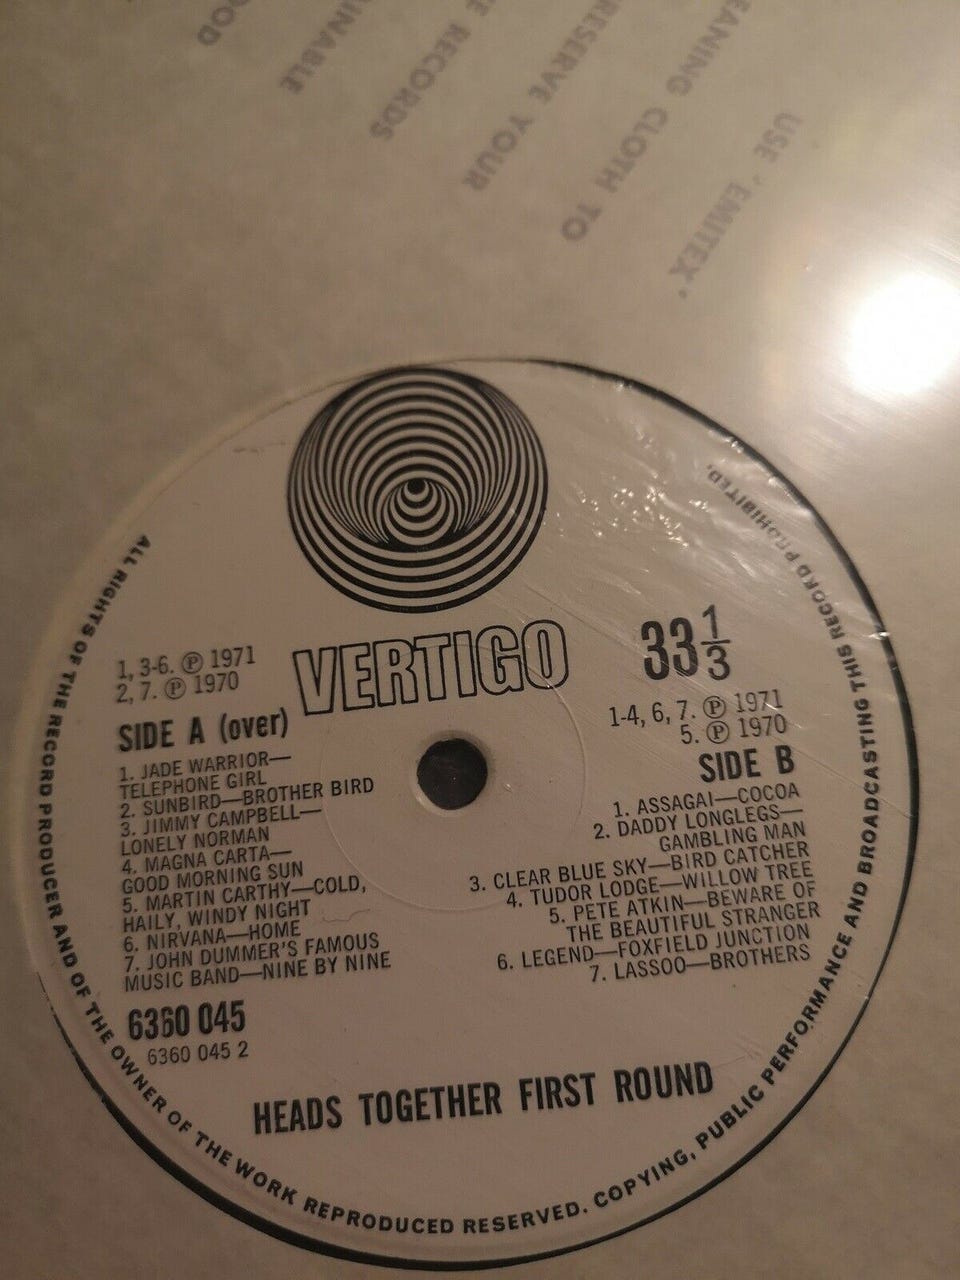 USE 'EMITEX'
EANING CLOTH TO
RESERVE YOUR
E RECORDS
INABLE
OOD
VERTIGO
33 1/3
1, 3-6. ℗ 1971
2, 7. ℗ 1970
SIDE A (over)
1. JADE WARRIOR—
TELEPHONE GIRL
2. SUNBIRD—BROTHER BIRD
3. JIMMY CAMPBELL—
LONELY NORMAN
4. MAGNA CARTA—
GOOD MORNING SUN
5. MARTIN CARTHY—COLD,
HAILY, WINDY NIGHT
6. NIRVANA—HOME
7. JOHN DUMMER'S FAMOUS
MUSIC BAND—NINE BY NINE
6360 045
6360 045 2
1-4, 6, 7. ℗ 1971
5. ℗ 1970
SIDE B
1. ASSAGAI—COCOA
2. DADDY LONGLEGS—
GAMBLING MAN
3. CLEAR BLUE SKY—BIRD CATCHER
4. TUDOR LODGE—WILLOW TREE
5. PETE ATKIN—BEWARE OF
THE BEAUTIFUL STRANGER
6. LEGEND—FOXFIELD JUNCTION
7. LASSOO—BROTHERS
HEADS TOGETHER FIRST ROUND
ALL RIGHTS OF THE RECORD PRODUCER AND OF THE OWNER OF THE WORK REPRODUCED RESERVED. COPYING, PUBLIC PERFORMANCE AND BROADCASTING THIS RECORD PROHIBITED.